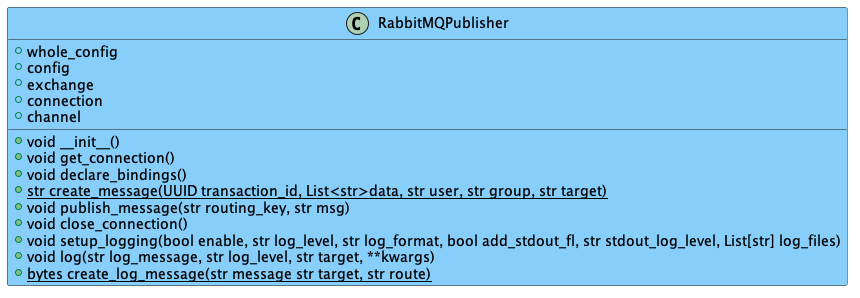 C RabbitMQPublisher
whole_config
config
exchange
connection
channel
void __init__()
void get_connection()
void declare_bindings()
str create_message(UUID transaction_id, List<str>data, str user, str group, str target)
void publish_message(str routing_key, str msg)
void close_connection()
void setup_logging(bool enable, str log_level, str log_format, bool add_stdout_fl, str stdout_log_level, List[str] log_files)
void log(str log_message, str log_level, str target, **kwargs)
bytes create_log_message(str message str target, str route)